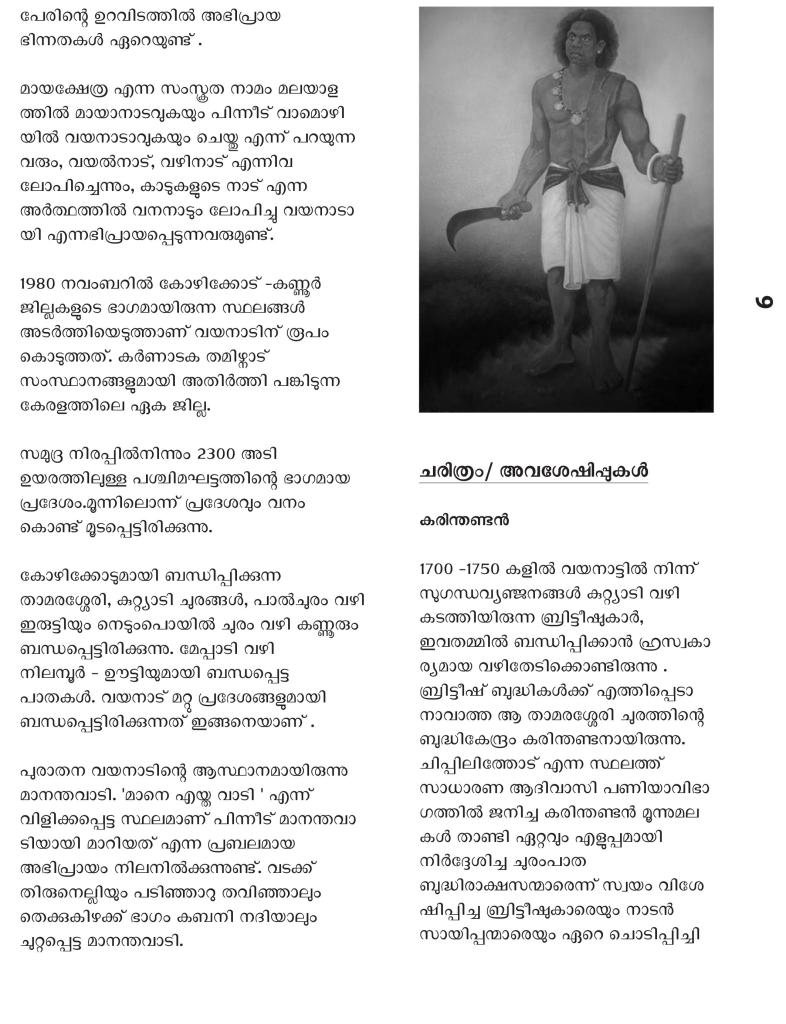 പേരിന്റെ ഉറവിടത്തിൽ അഭിപ്രായ
ഭിന്നതകൾ ഏറെയുണ്ട് .
മായക്ഷേത്ര എന്ന സംസ്കൃത നാമം മലയാള
ത്തിൽ മായാനാടവുകയും പിന്നീട് വാമൊഴി
യിൽ വയനാടാവുകയും ചെയ്തു എന്ന് പറയുന്ന
വരും, വയൽനാട്, വഴിനാട് എന്നിവ
ലോപിച്ചെന്നും, കാടുകളുടെ നാട് എന്ന
അർത്ഥത്തിൽ വനനാടും ലോപിച്ചു വയനാടാ
യി എന്നഭിപ്രായപ്പെടുന്നവരുമുണ്ട്.
1980 നവംബറിൽ കോഴിക്കോട് -കണ്ണൂർ
ജില്ലകളുടെ ഭാഗമായിരുന്ന സ്ഥലങ്ങൾ
അടർത്തിയെടുത്താണ് വയനാടിന് രൂപം
കൊടുത്തത്. കർണാടക തമിഴ്നാട്
സംസ്ഥാനങ്ങളുമായി അതിർത്തി പങ്കിടുന്ന
കേരളത്തിലെ ഏക ജില്ല.
സമുദ്ര നിരപ്പിൽനിന്നും 2300 അടി
ഉയരത്തിലുള്ള പശ്ചിമഘട്ടത്തിന്റെ ഭാഗമായ
പ്രദേശം.മൂന്നിലൊന്ന് പ്രദേശവും വനം
കൊണ്ട് മൂടപ്പെട്ടിരിക്കുന്നു.
കോഴിക്കോടുമായി ബന്ധിപ്പിക്കുന്ന
താമരശ്ശേരി, കുറ്റ്യാടി ചുരങ്ങൾ, പാൽചുരം വഴി
ഇരുട്ടിയും നെടുംപൊയിൽ ചുരം വഴി കണ്ണൂരും
ബന്ധപ്പെട്ടിരിക്കുന്നു. മേപ്പാടി വഴി
നിലമ്പൂർ - ഊട്ടിയുമായി ബന്ധപ്പെട്ട
പാതകൾ. വയനാട് മറ്റു പ്രദേശങ്ങളുമായി
ബന്ധപ്പെട്ടിരിക്കുന്നത് ഇങ്ങനെയാണ് .
പുരാതന വയനാടിന്റെ ആസ്ഥാനമായിരുന്നു
മാനന്തവാടി. 'മാനെ എയ്ത വാടി ' എന്ന്
വിളിക്കപ്പെട്ട സ്ഥലമാണ് പിന്നീട് മാനന്തവാ
ടിയായി മാറിയത് എന്ന പ്രബലമായ
അഭിപ്രായം നിലനിൽക്കുന്നുണ്ട്. വടക്ക്
തിരുനെല്ലിയും പടിഞ്ഞാറു തവിഞ്ഞാലും
തെക്കുകിഴക്ക് ഭാഗം കബനി നദിയാലും
ചുറ്റപ്പെട്ട മാനന്തവാടി.
ചരിത്രം/ അവശേഷിപ്പുകൾ
കരിന്തണ്ടൻ
1700 -1750 കളിൽ വയനാട്ടിൽ നിന്ന്
സുഗന്ധവ്യഞ്ജനങ്ങൾ കുറ്റ്യാടി വഴി
കടത്തിയിരുന്ന ബ്രിട്ടീഷുകാർ,
ഇവതമ്മിൽ ബന്ധിപ്പിക്കാൻ ഹ്രസ്വകാ
ര്യമായ വഴിതേടിക്കൊണ്ടിരുന്നു .
ബ്രിട്ടീഷ് ബുദ്ധികൾക്ക് എത്തിപ്പെടാ
നാവാത്ത ആ താമരശ്ശേരി ചുരത്തിന്റെ
ബുദ്ധികേന്ദ്രം കരിന്തണ്ടനായിരുന്നു.
ചിപ്പിലിത്തോട് എന്ന സ്ഥലത്ത്
സാധാരണ ആദിവാസി പണിയാവിഭാ
ഗത്തിൽ ജനിച്ച കരിന്തണ്ടൻ മൂന്നുമല
കൾ താണ്ടി ഏറ്റവും എളുപ്പമായി
നിർദ്ദേശിച്ച ചുരംപാത
ബുദ്ധിരാക്ഷസന്മാരെന്ന് സ്വയം വിശേ
ഷിപ്പിച്ച ബ്രിട്ടീഷുകാരെയും നാടൻ
സായിപ്പന്മാരെയും ഏറെ ചൊടിപ്പിച്ചി